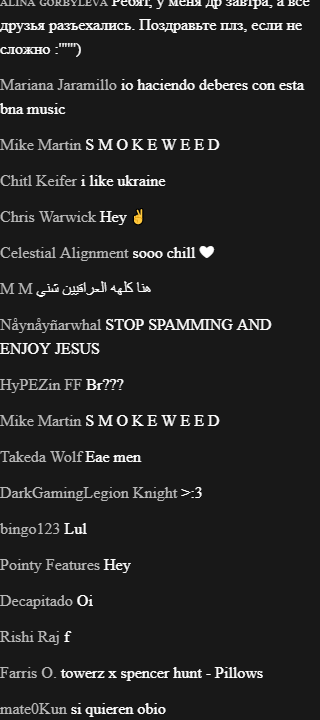 ALINA GORBYLEVA Ребят, у меня др завтра, а все
друзья разъехались. Поздравьте плз, если не
сложно :'""')
Mariana Jaramillo io haciendo deberes con esta
bna music
Mike Martin S M O K E W E E D
Chitl Keifer i like ukraine
Chris Warwick Hey ✌
Celestial Alignment sooo chill ♥
M M هنا كلهه العراقيين شني
Nåynåyñarwhal STOP SPAMMING AND
ENJOY JESUS
HyPEZin FF Br???
Mike Martin S M O K E W E E D
Takeda Wolf Eae men
DarkGamingLegion Knight >:3
bingo123 Lul
Pointy Features Hey
Decapitado Oi
Rishi Raj f
Farris O. towerz x spencer hunt - Pillows
mate0Kun si quieren obio